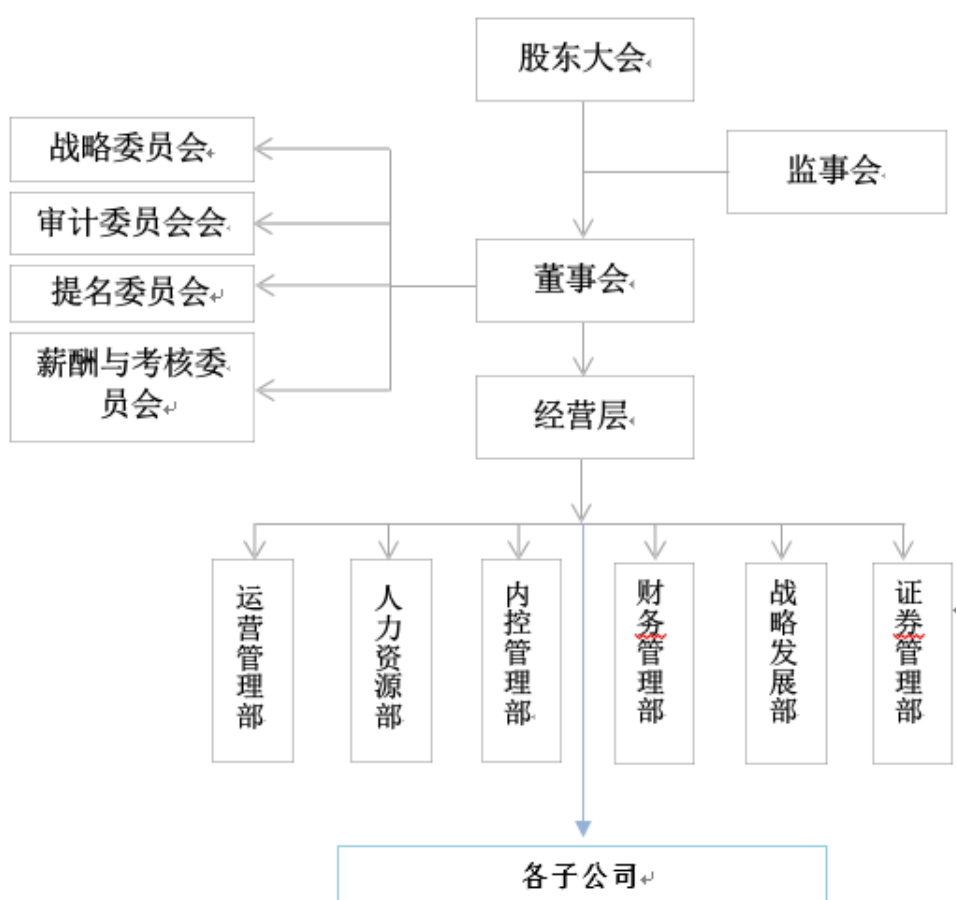 股东大会
战略委员会
监事会
审计委员会会
董事会
提名委员会
薪酬与考核委
员会
经营层
运营管理部
人力资源部
内控管理部
财务管理部
战略发展部
证券管理部
各子公司